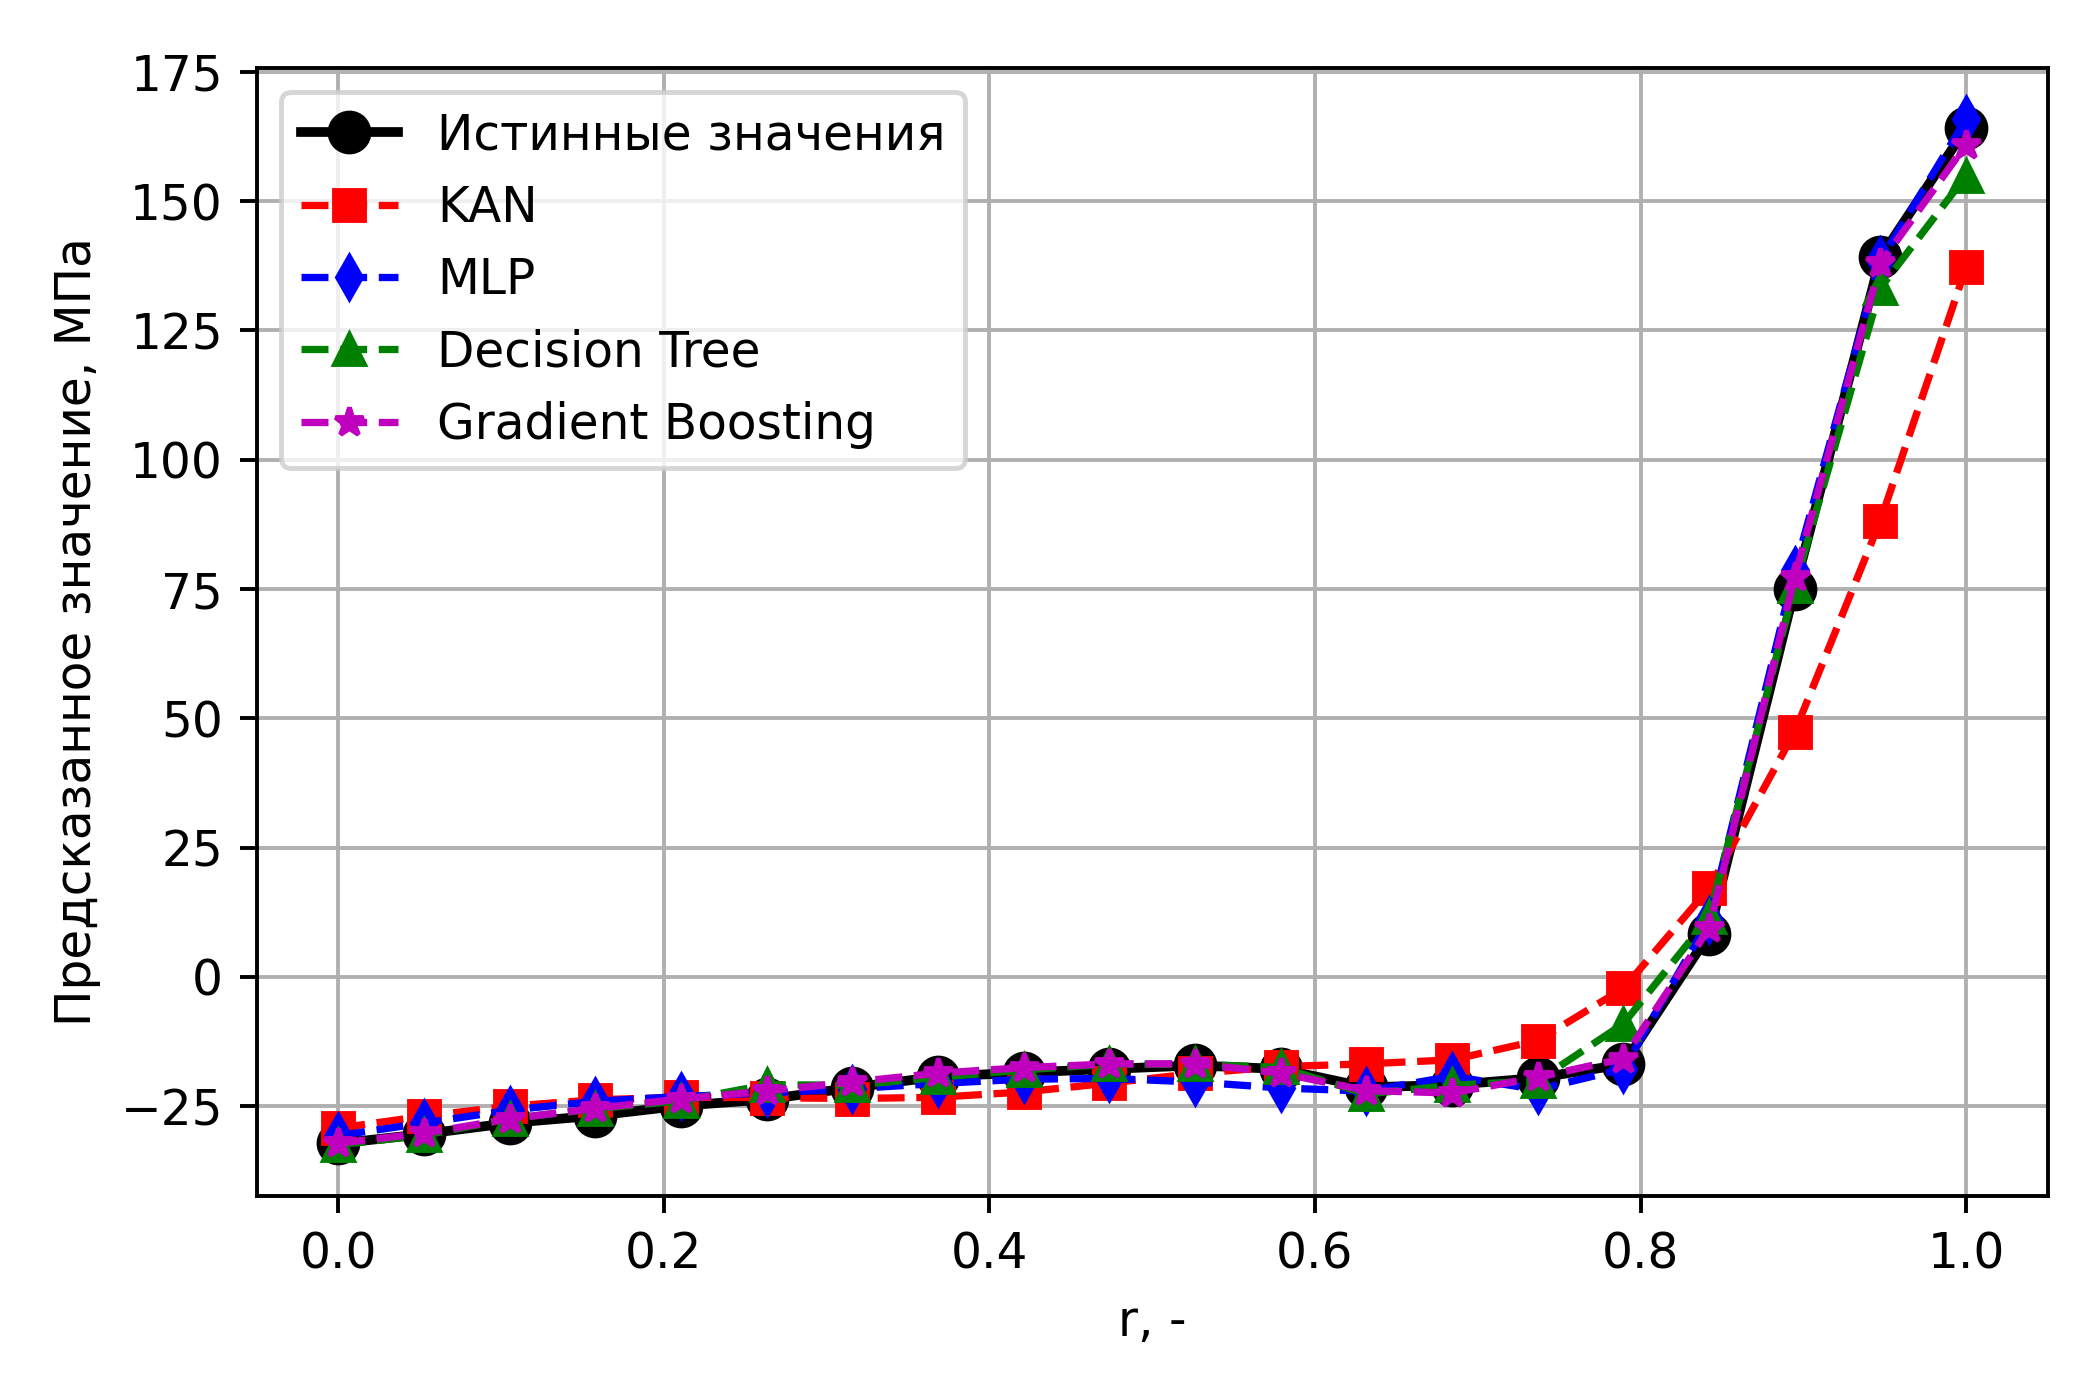 175
150
125
100
75
50
25
0
−25
Предсказанное значение, МПа
Истинные значения
KAN
MLP
Decision Tree
Gradient Boosting
0.0 0.2 0.4 0.6 0.8 1.0
r, -